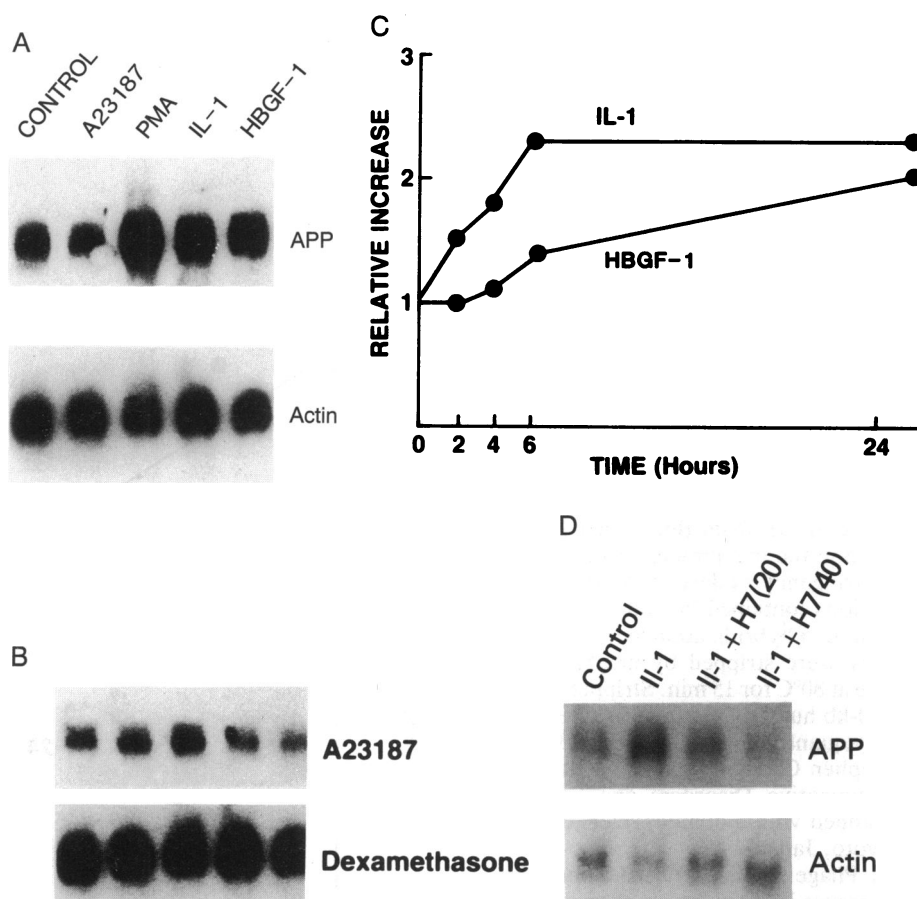 A
CONTROL
A23187
PMA
IL-1
HBGF-1
APP
Actin
C
3
2
1
RELATIVE INCREASE
IL-1
HBGF-1
0 2 4 6 24
TIME (Hours)
B
A23187
Dexamethasone
D
Control
Il-1
Il-1 + H7(20)
Il-1 + H7(40)
APP
Actin